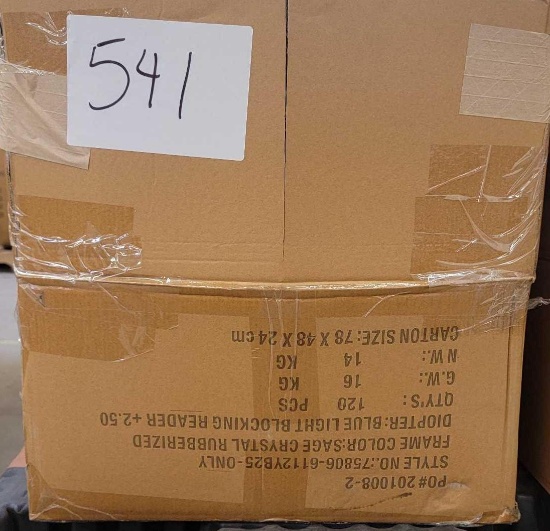 541
PO# 201008-2
STYLE NO.:75806-6112YB25-ONLY
FRAME COLOR:SAGE CRYSTAL RUBBERIZED
DIOPTER:BLUE LIGHT BLOCKING READER +2.50
QTY'S: 120 PCS
G.W.: 16 KG
N W.: 14 KG
CARTON SIZE: 78 X 48 X 24 cm